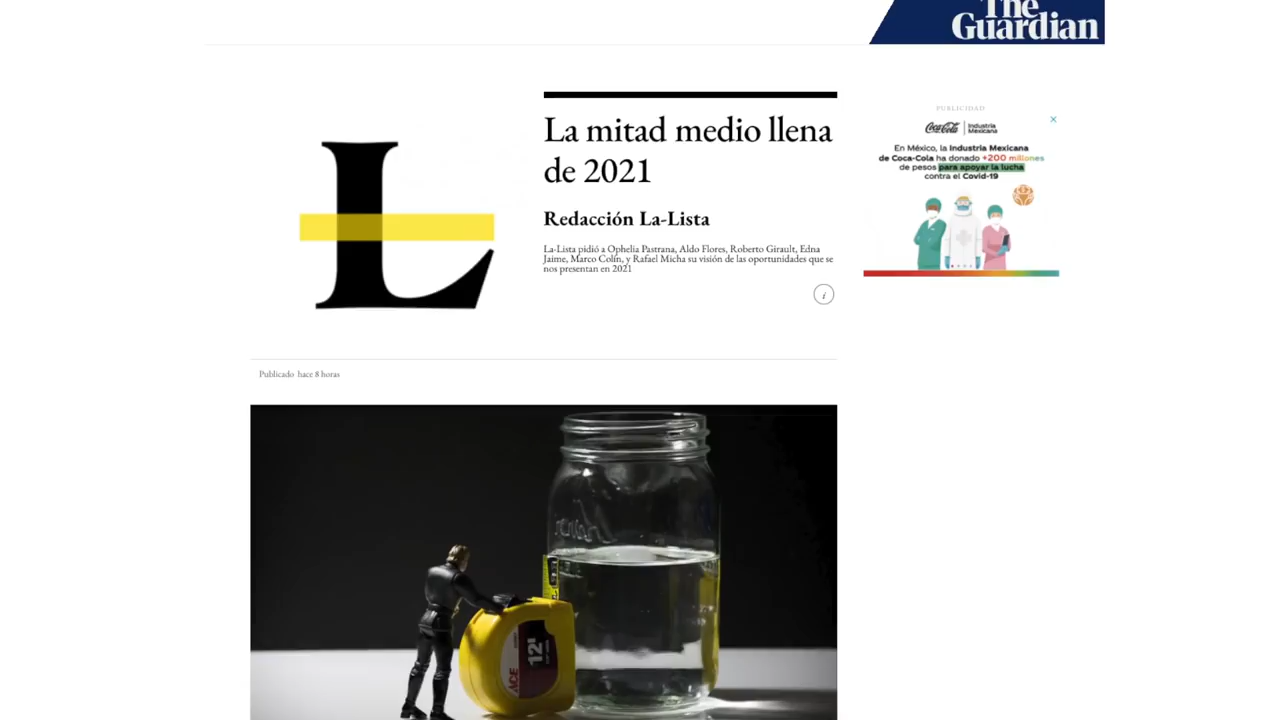 The
Guardian
L
La mitad medio llena
de 2021
Redacción La-Lista
La-Lista pidió a Ophelia Pastrana, Aldo Flores, Roberto Girault, Edna
Jaime, Marco Colín, y Rafael Micha su visión de las oportunidades que se
nos presentan en 2021
i
Publicado hace 8 horas
PUBLICIDAD
Coca-Cola
Industria
Mexicana
En México, la Industria Mexicana
de Coca-Cola ha donado +200 millones
de pesos para apoyar la lucha
contra el Covid-19
12'
ACE